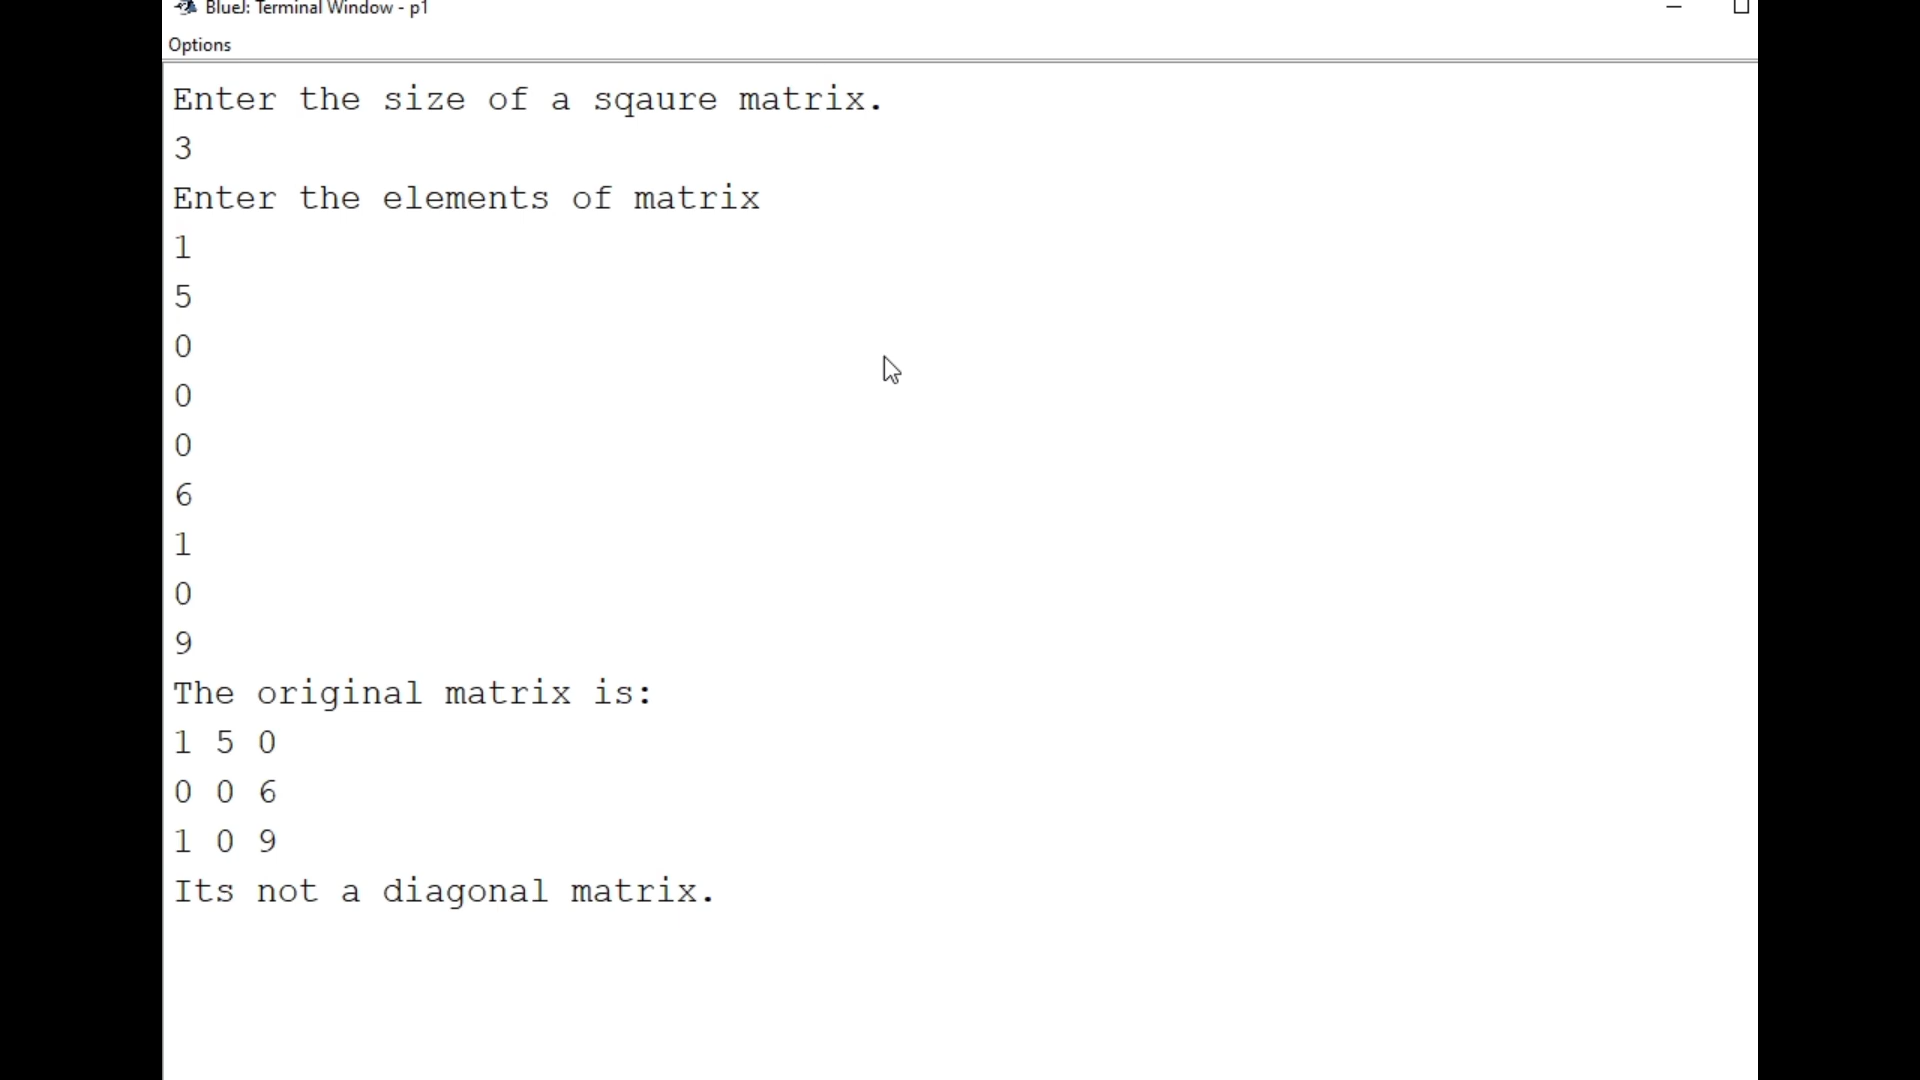 BlueJ: Terminal Window - p1
Options
Enter the size of a sqaure matrix.
3
Enter the elements of matrix
1
5
0
0
0
6
1
0
9
The original matrix is:
1 5 0
0 0 6
1 0 9
Its not a diagonal matrix.